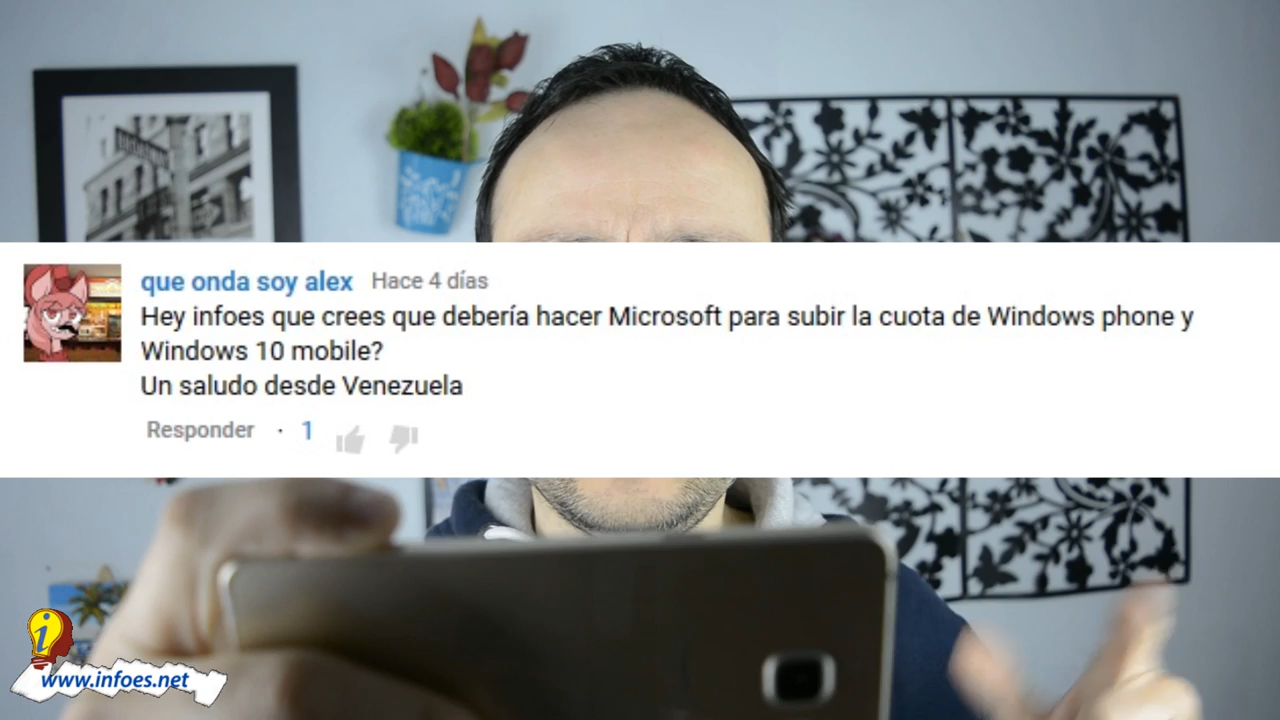 que onda soy alex Hace 4 días
Hey infoes que crees que debería hacer Microsoft para subir la cuota de Windows phone y
Windows 10 mobile?
Un saludo desde Venezuela
Responder · 1
www.infoes.net